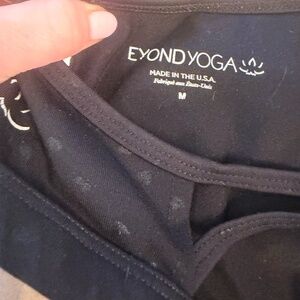 EYOND YOGA
MADE IN THE U.S.A.
Fabriqué aux États-Unis
M